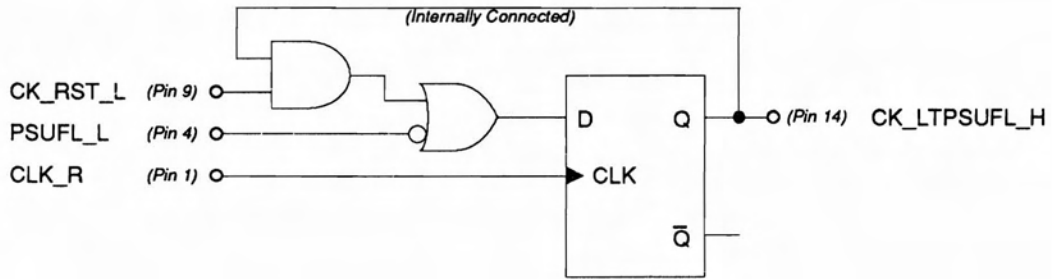 (Internally Connected)
CK_RST_L (Pin 9)
PSUFL_L (Pin 4)
CLK_R (Pin 1)
D Q
CLK
Q̅
(Pin 14) CK_LTPSUFL_H